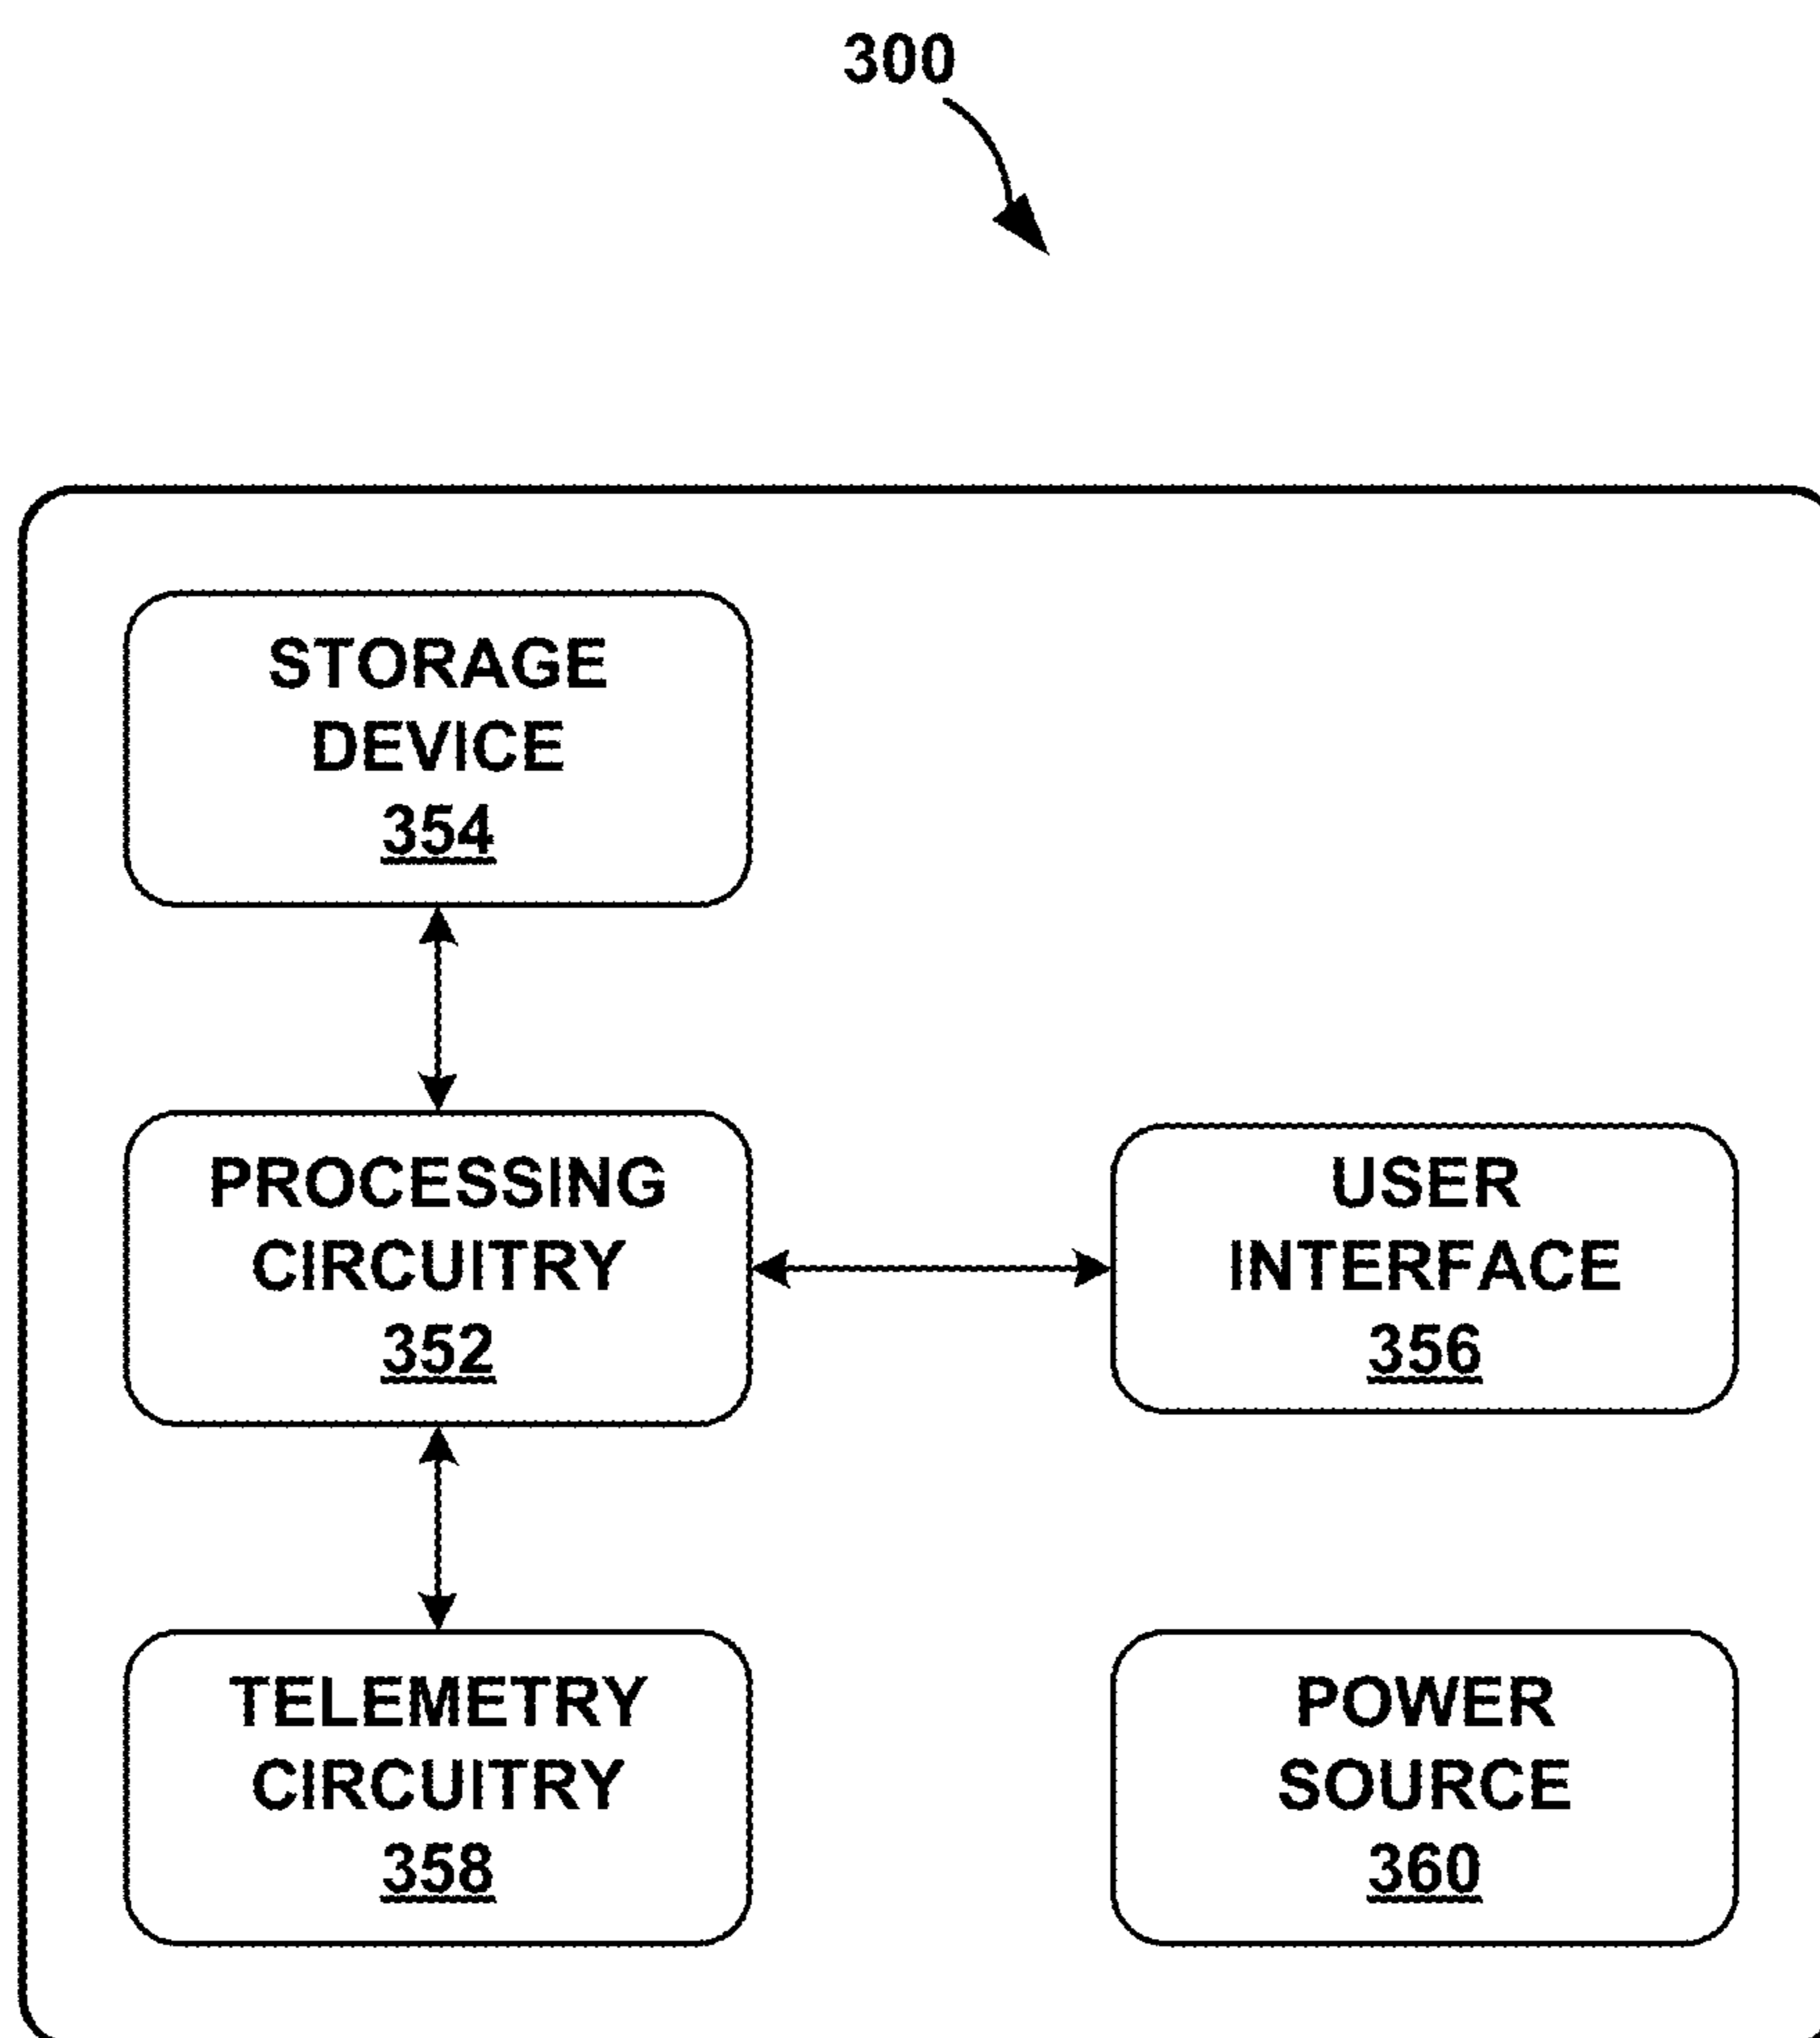 300
STORAGE
DEVICE
354
PROCESSING
CIRCUITRY
352
USER
INTERFACE
356
TELEMETRY
CIRCUITRY
358
POWER
SOURCE
360